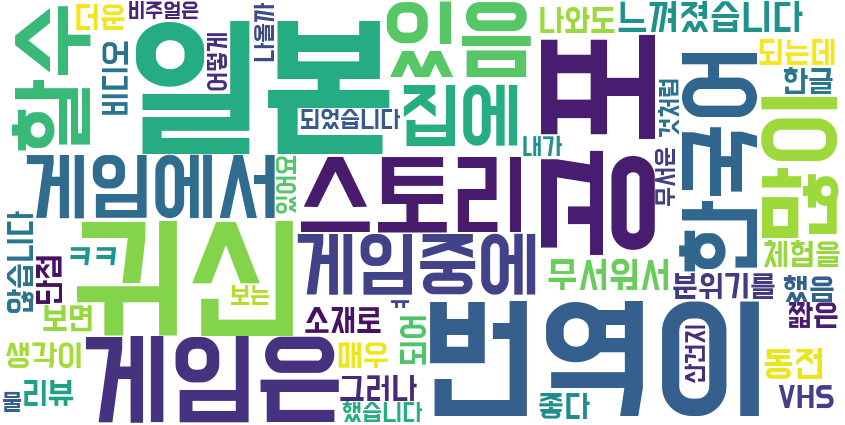 더운
비주얼은
할수
비디오
일본
어떻게
나올까
있음
나와도
느껴졌습니다
되는데
한글
집에
되었습니다
내가
공포
것처럼
무서운
한국어
이런
체험을
게임에서
있었
스토리
게임중에
무서워서
분위기를
했음
짧은
않습니다
단점
ㅋㅋ
귀신
보는
보면
소재로
ㅠ
되어
번역이
산건지
동전
VHS
생각이
게임은
매우
그러나
했습니다
좋다
물
리뷰